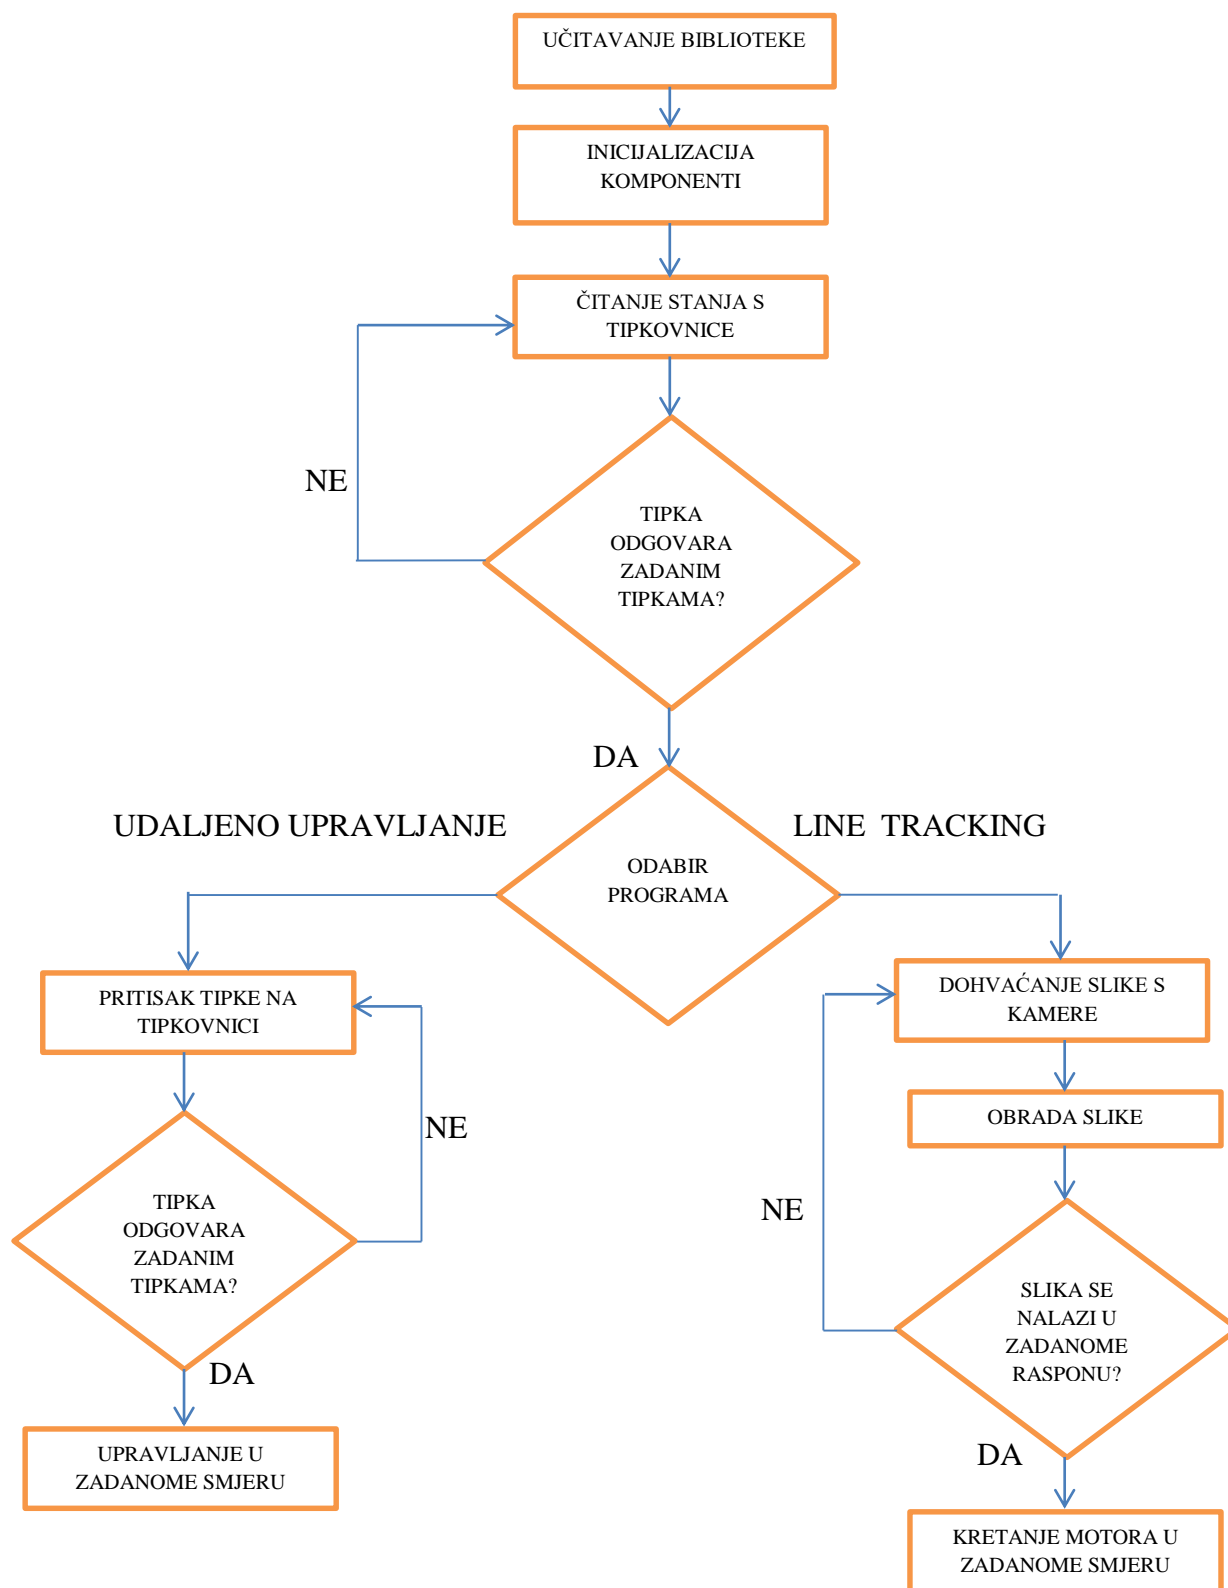 UČITAVANJE BIBLIOTEKE
INICIJALIZACIJA
KOMPONENTI
ČITANJE STANJA S
TIPKOVNICE
NE
TIPKA
ODGOVARA
ZADANIM
TIPKAMA?
DA
UDALJENO UPRAVLJANJE
LINE TRACKING
ODABIR
PROGRAMA
PRITISAK TIPKE NA
TIPKOVNICI
NE
TIPKA
ODGOVARA
ZADANIM
TIPKAMA?
DA
UPRAVLJANJE U
ZADANOME SMJERU
DOHVAĆANJE SLIKE S
KAMERE
OBRADA SLIKE
NE
SLIKA SE
NALAZI U
ZADANOME
RASPONU?
DA
KRETANJE MOTORA U
ZADANOME SMJERU